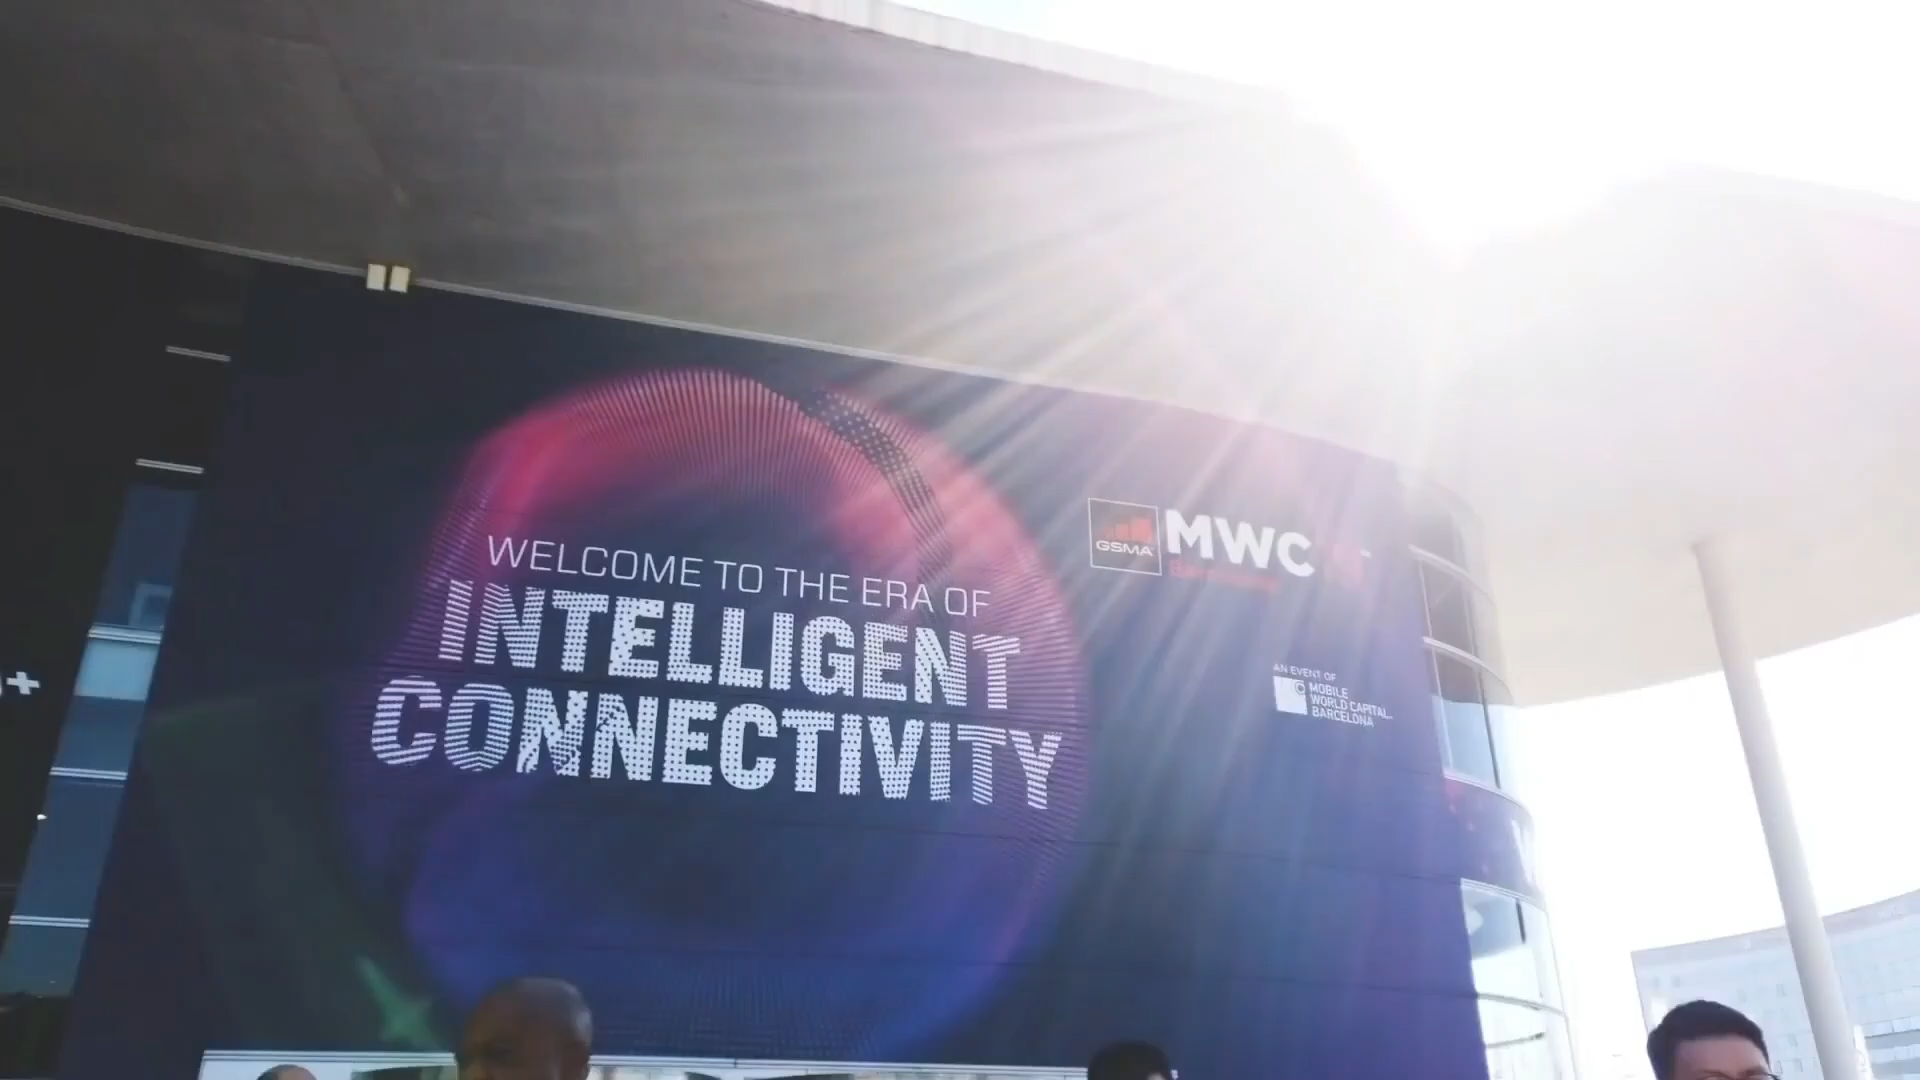 WELCOME TO THE ERA OF
INTELLIGENT
CONNECTIVITY
GSMA
MWC
AN EVENT OF
MOBILE
WORLD CAPITAL
BARCELONA